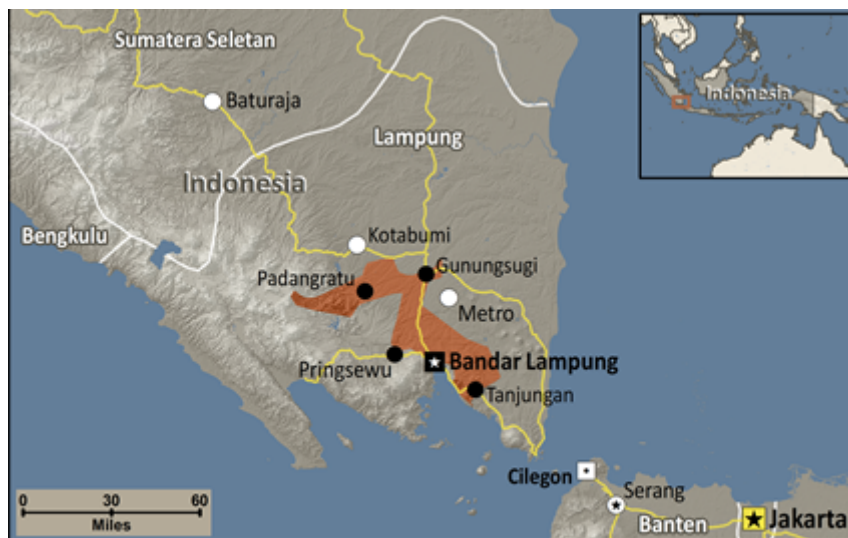 Sumatera Seletan
Baturaja
Lampung
Indonesia
Indonesia
Bengkulu
Kotabumi
Padangratu
Gunungsugi
Metro
Pringsewu
Bandar Lampung
Tanjungan
Cilegon
Serang
Banten
Jakarta
0 30 60
Miles